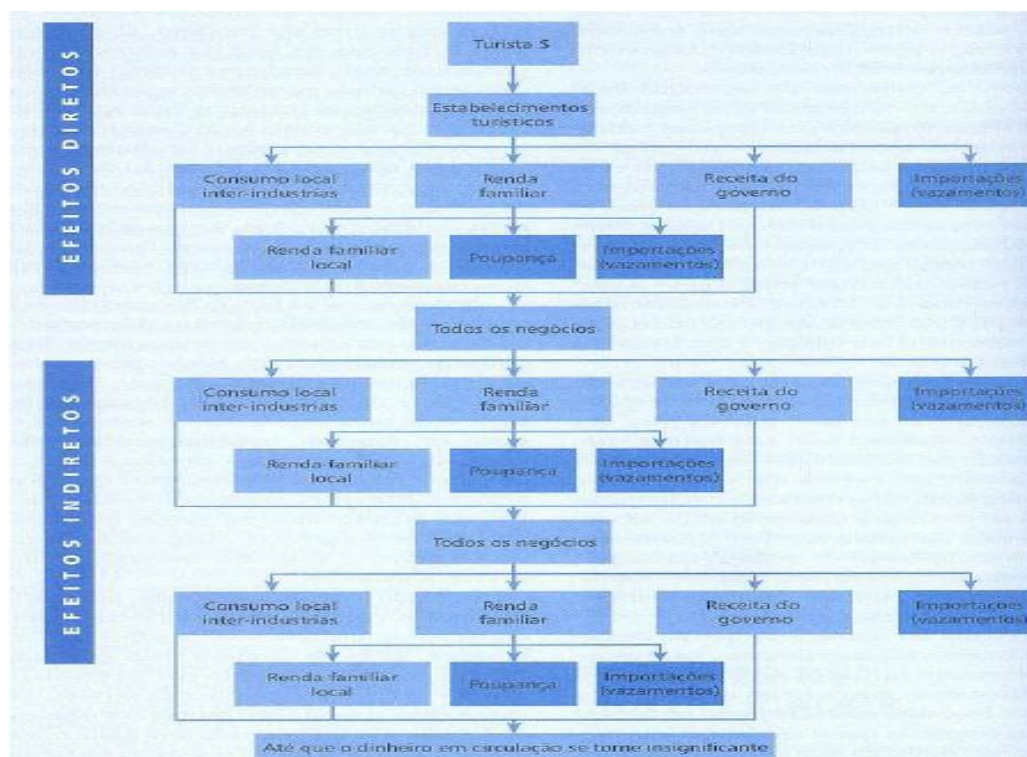 EFEITOS DIRETOS
Turista $
Estabelecimentos
turísticos
Consumo local
inter-industrias
Renda
familiar
Receita do
governo
Importações
(vazamentos)
Renda familiar
local
Poupança
Importações
(vazamentos)
Todos os negócios
EFEITOS INDIRETOS
Consumo local
inter-industrias
Renda
familiar
Receita do
governo
Importações
(vazamentos)
Renda familiar
local
Poupança
Importações
(vazamentos)
Todos os negócios
Consumo local
inter-industrias
Renda
familiar
Receita do
governo
Importações
(vazamentos)
Renda familiar
local
Poupança
Importações
(vazamentos)
Até que o dinheiro em circulação se torne insignificante